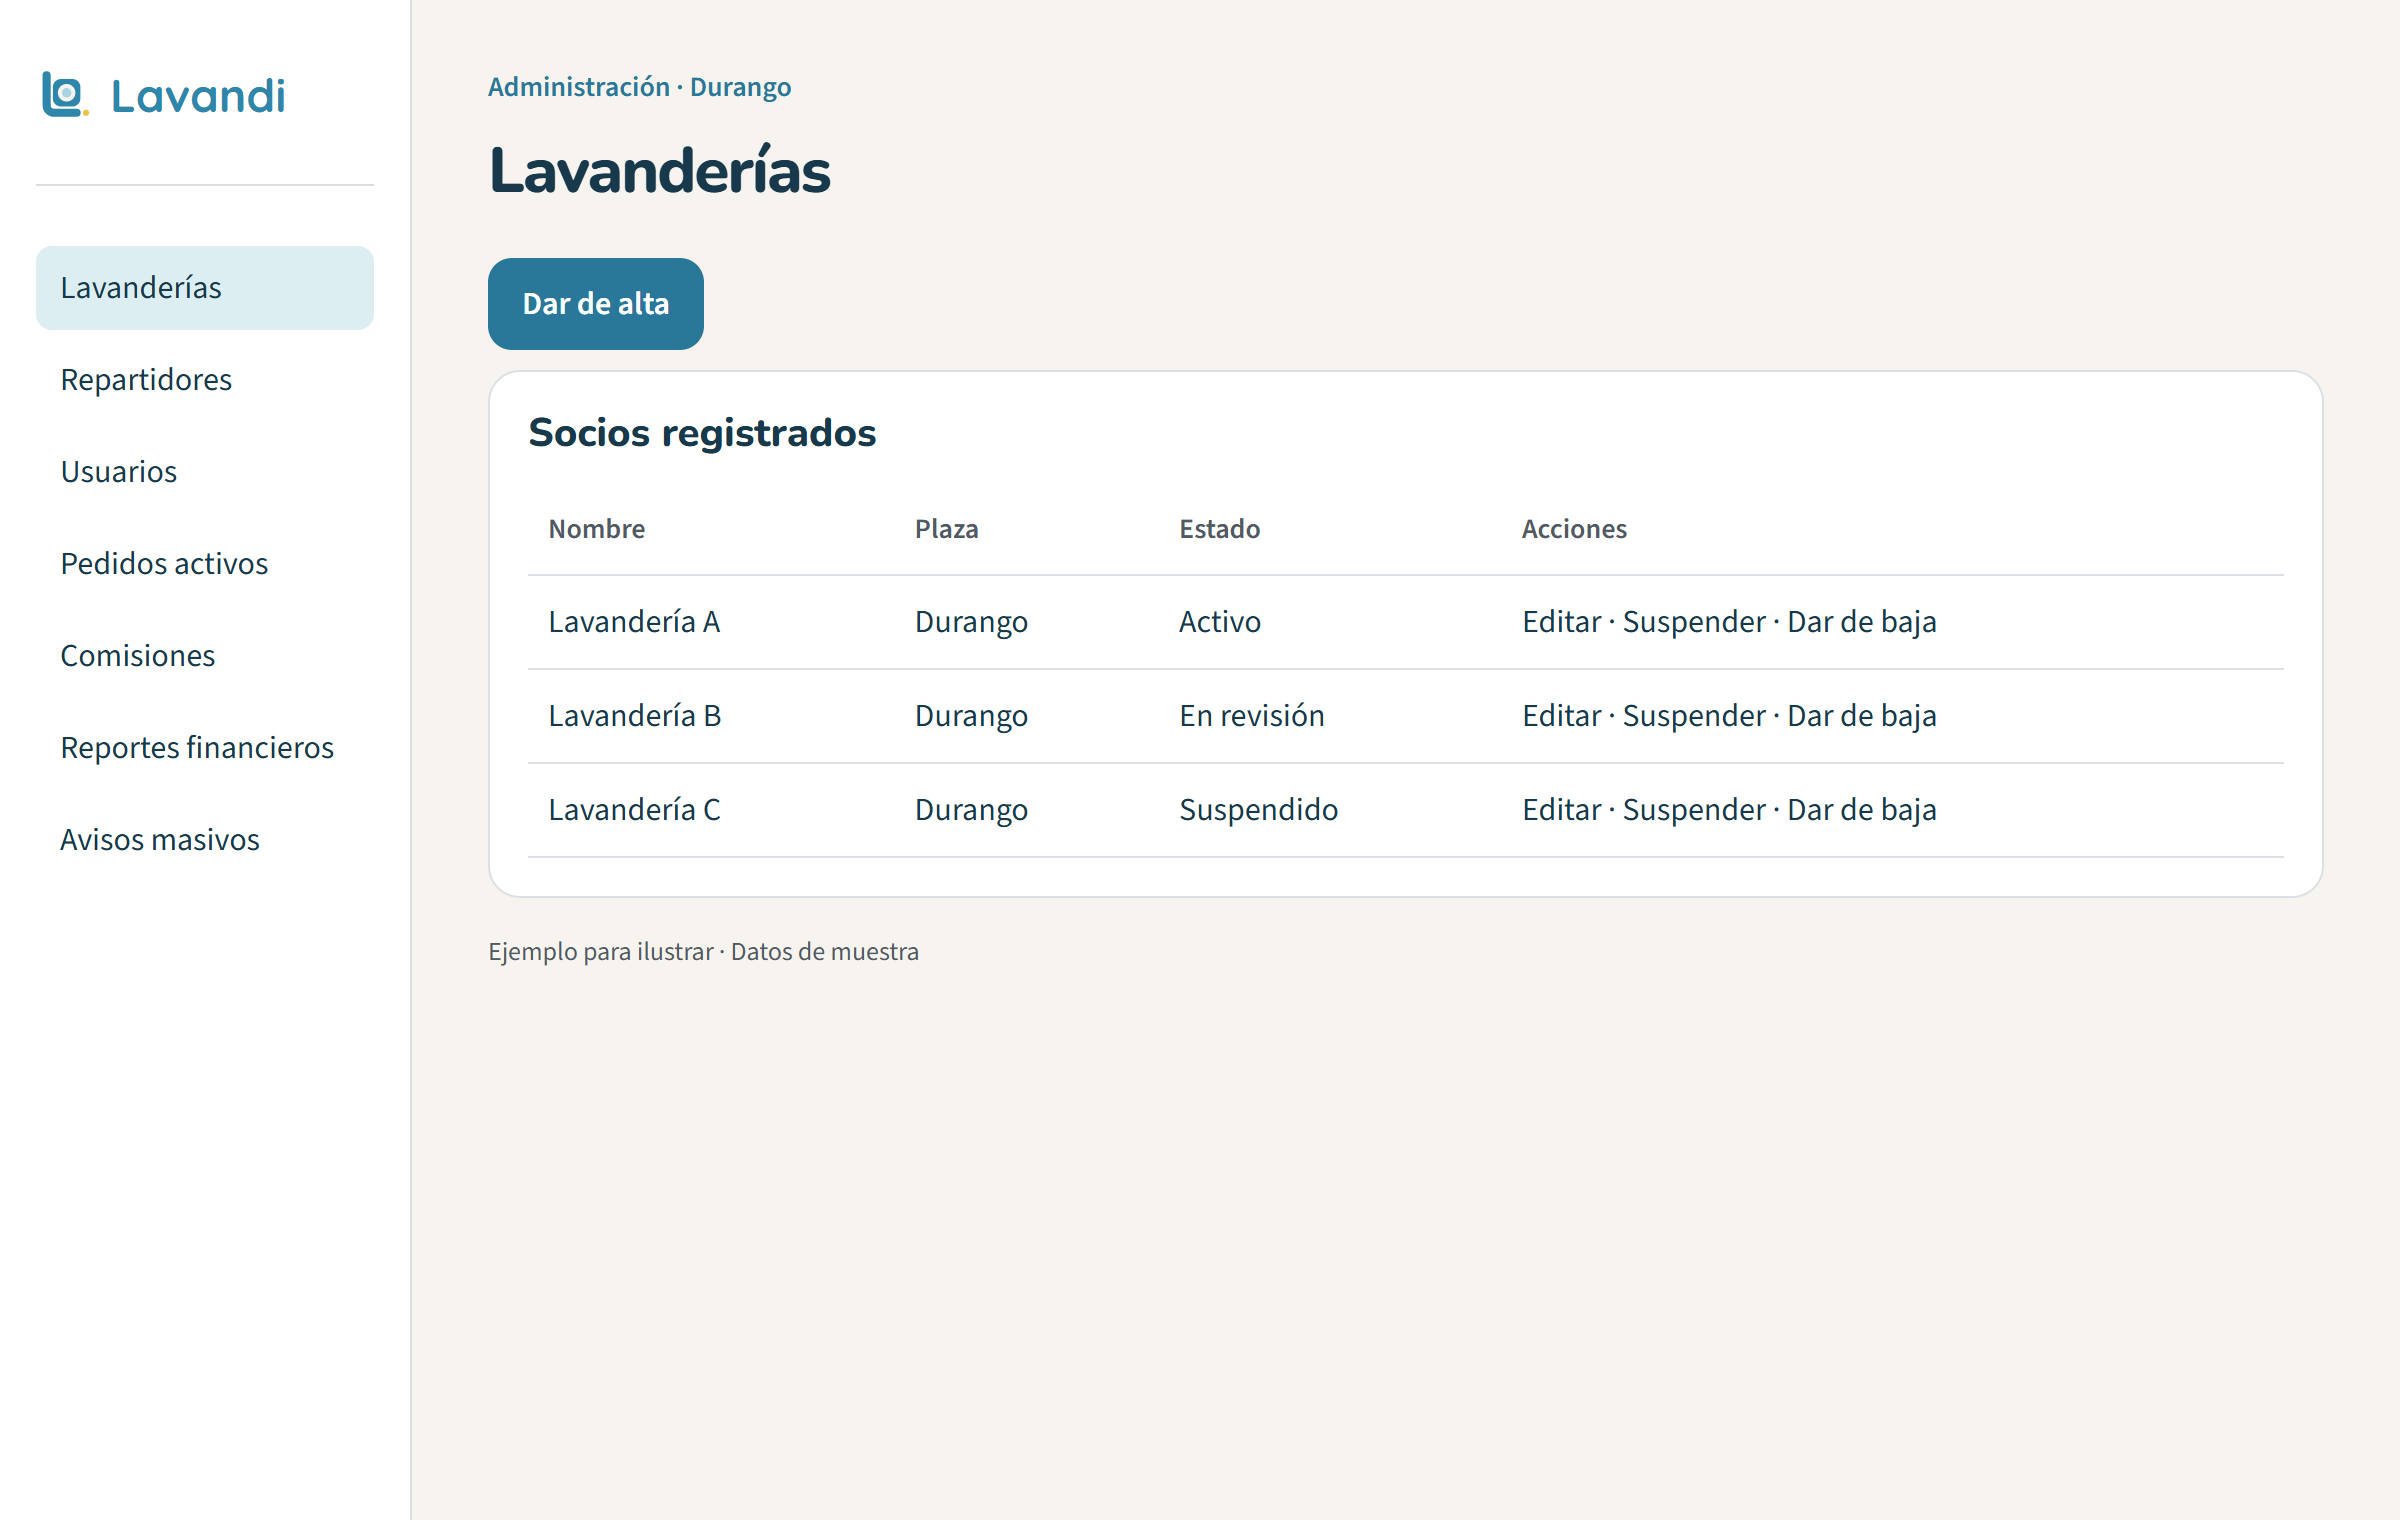 Lavandi
Lavanderías
Repartidores
Usuarios
Pedidos activos
Comisiones
Reportes financieros
Avisos masivos
Administración · Durango
Lavanderías
Dar de alta
Socios registrados
Nombre Plaza Estado Acciones
Lavandería A Durango Activo Editar · Suspender · Dar de baja
Lavandería B Durango En revisión Editar · Suspender · Dar de baja
Lavandería C Durango Suspendido Editar · Suspender · Dar de baja
Ejemplo para ilustrar · Datos de muestra